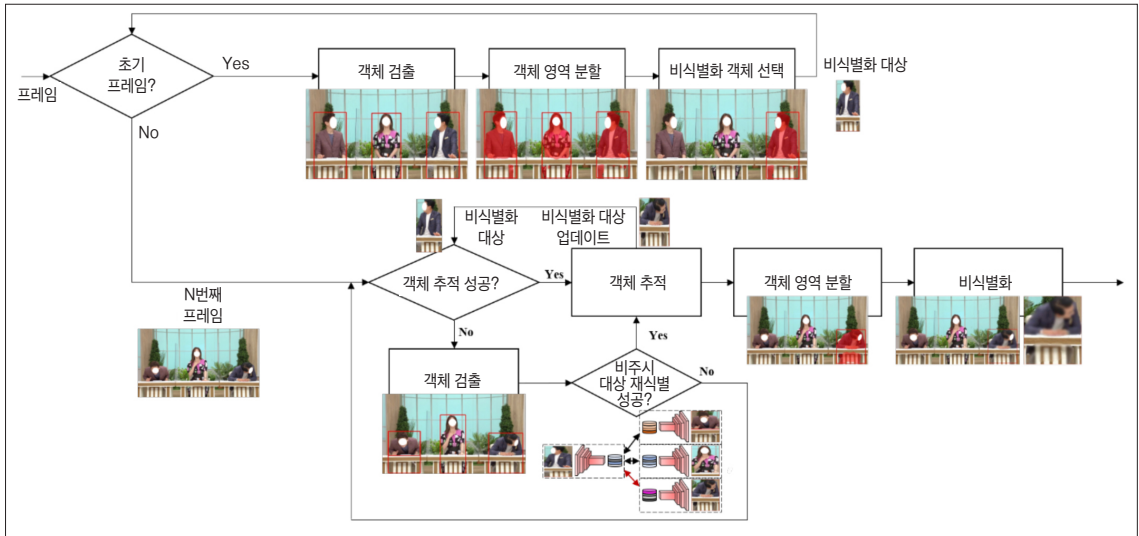 초기
프레임?
프레임
Yes
No
객체 검출
객체 영역 분할
비식별화 객체 선택
비식별화 대상
비식별화
대상
비식별화 대상
업데이트
N번째
프레임
객체 추적 성공?
Yes
No
객체 추적
객체 영역 분할
비식별화
객체 검출
비주시
대상 재식별
성공?
Yes
No